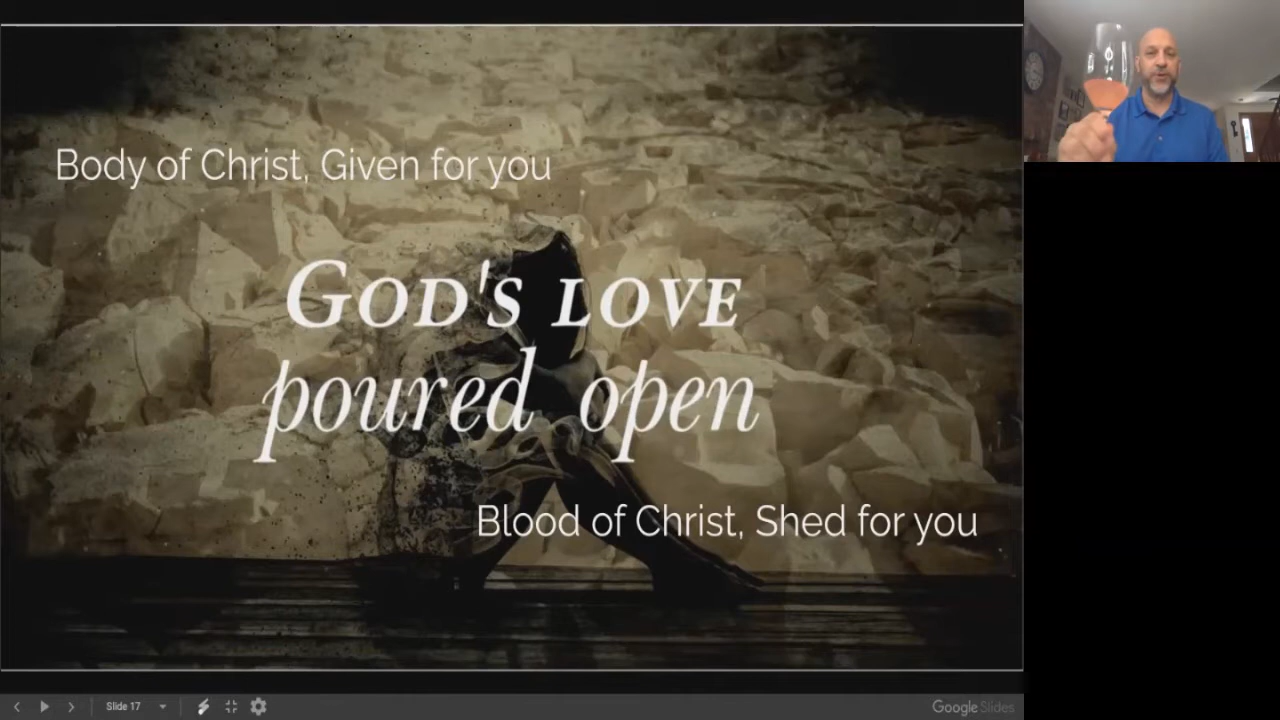 Body of Christ, Given for you
GOD'S LOVE
poured open
Blood of Christ, Shed for you
Slide 17
Google Slides